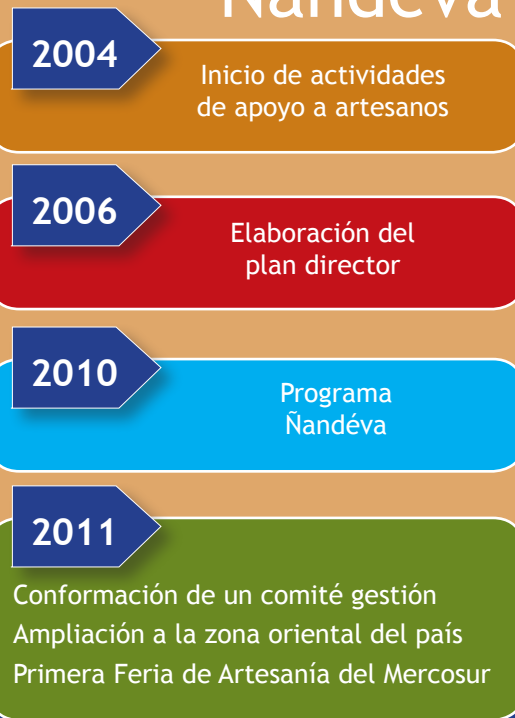 Ñandéva
2004
Inicio de actividades
de apoyo a artesanos
2006
Elaboración del
plan director
2010
Programa
Ñandéva
2011
Conformación de un comité gestión
Ampliación a la zona oriental del país
Primera Feria de Artesanía del Mercosur